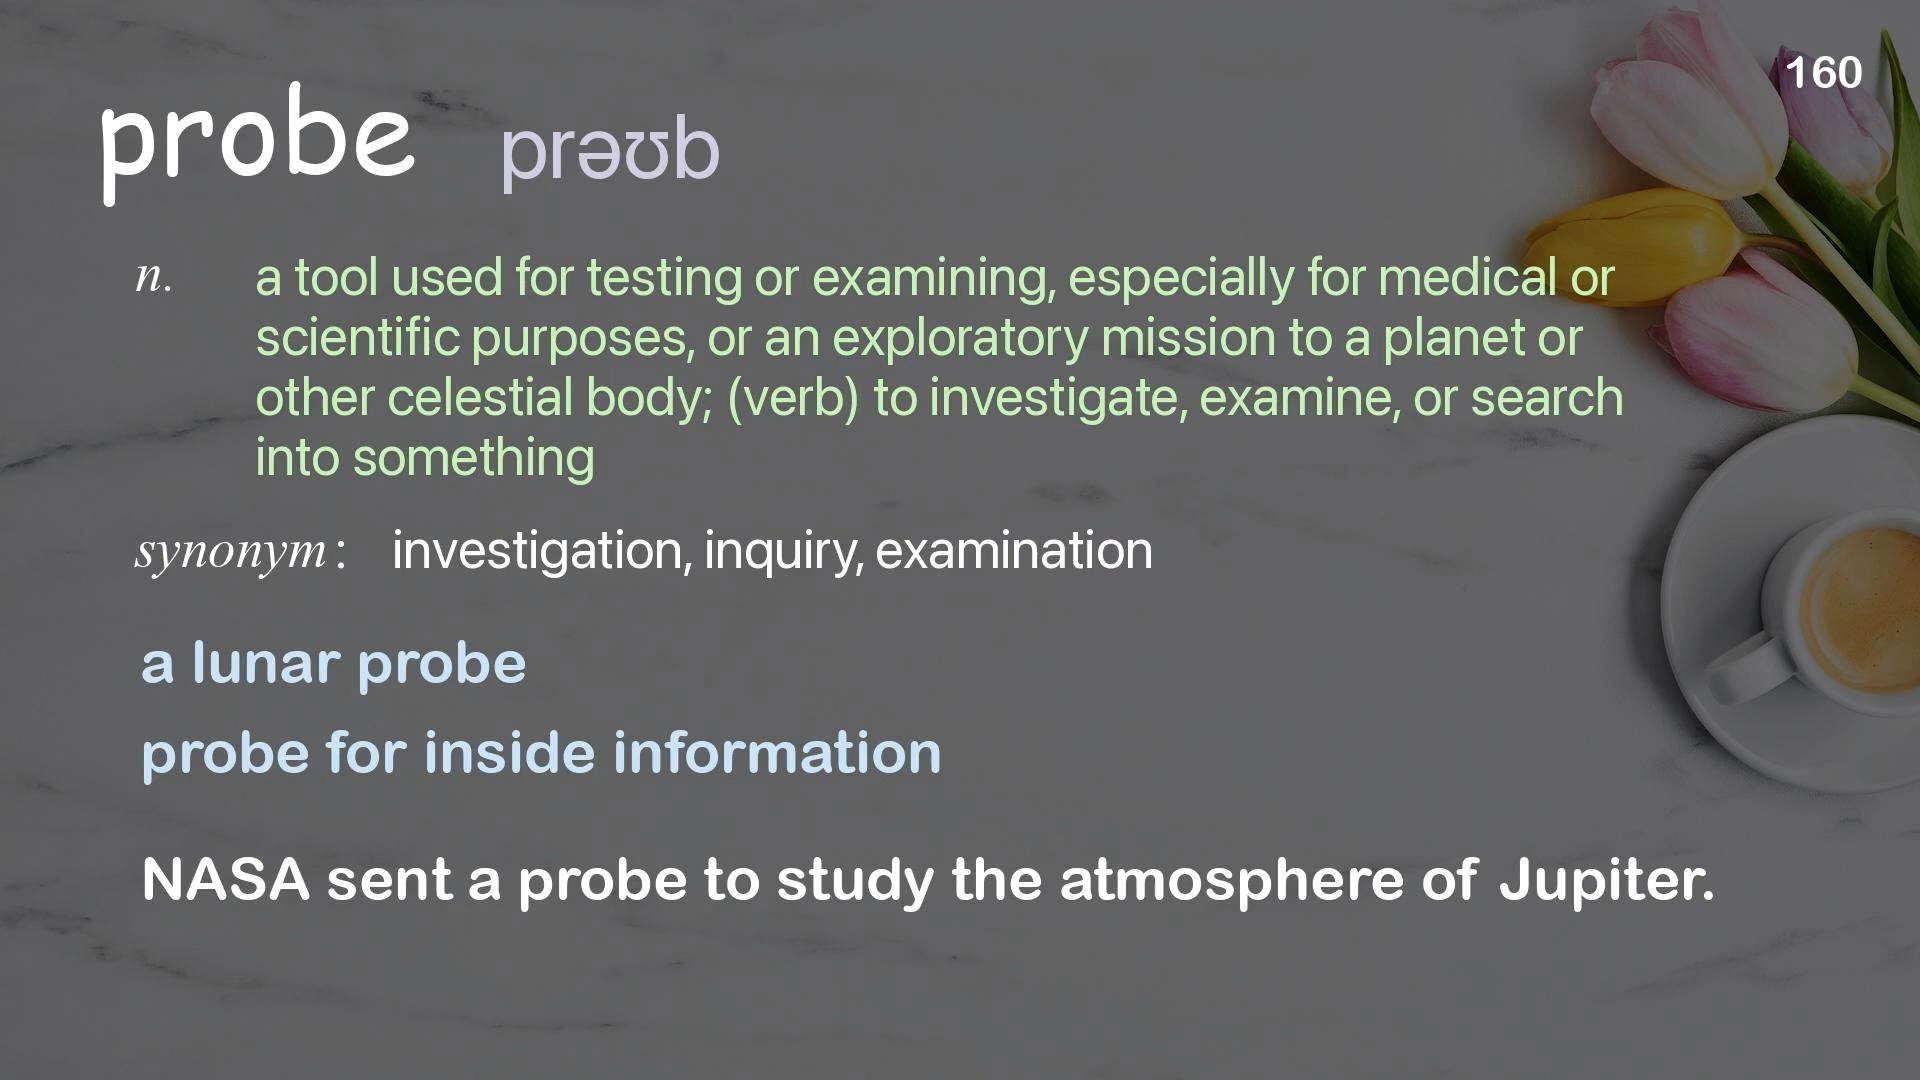 160
probe prəʊb
n. a tool used for testing or examining, especially for medical or
scientific purposes, or an exploratory mission to a planet or
other celestial body; (verb) to investigate, examine, or search
into something
synonym: investigation, inquiry, examination
a lunar probe
probe for inside information
NASA sent a probe to study the atmosphere of Jupiter.